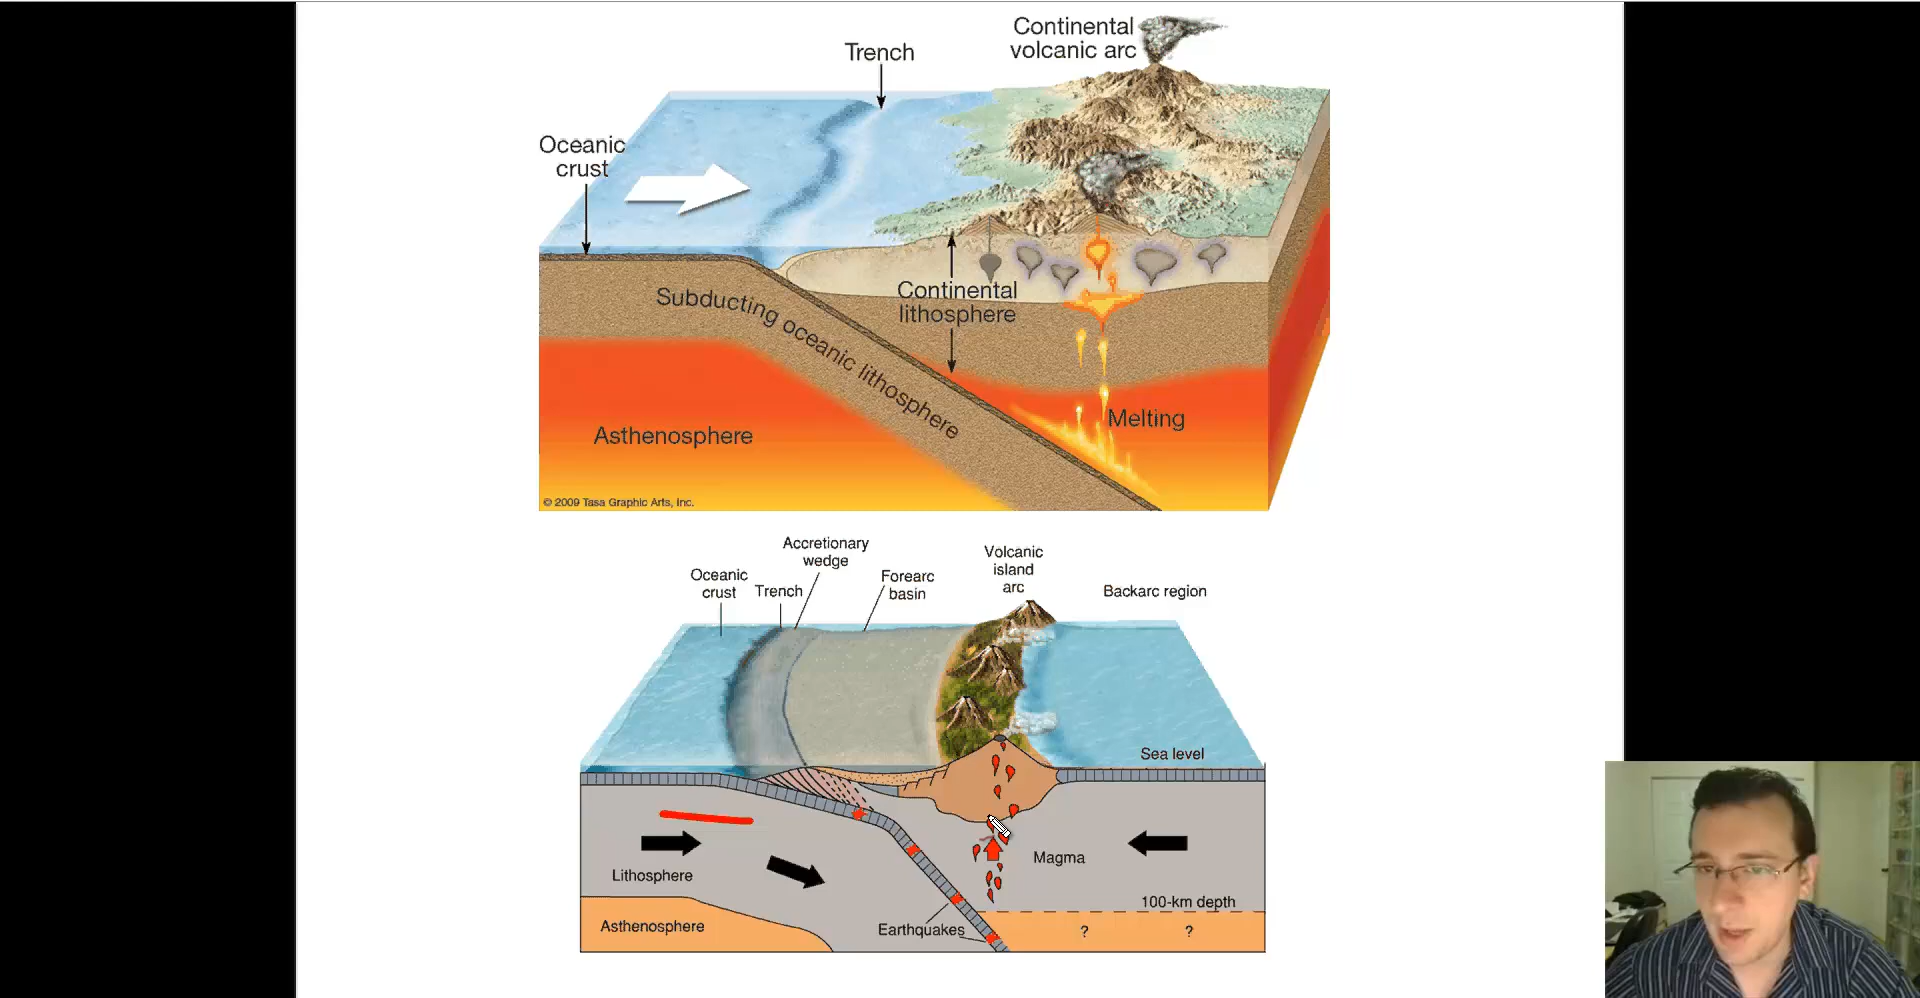 Continental
volcanic arc
Trench
Oceanic
crust
Continental
lithosphere
Subducting oceanic lithosphere
Melting
Asthenosphere
© 2009 Tasa Graphic Arts, Inc.
Accretionary
wedge
Volcanic
island
arc
Oceanic
crust
Trench
Forearc
basin
Backarc region
Sea level
Magma
Lithosphere
100-km depth
Asthenosphere
Earthquakes
?
?